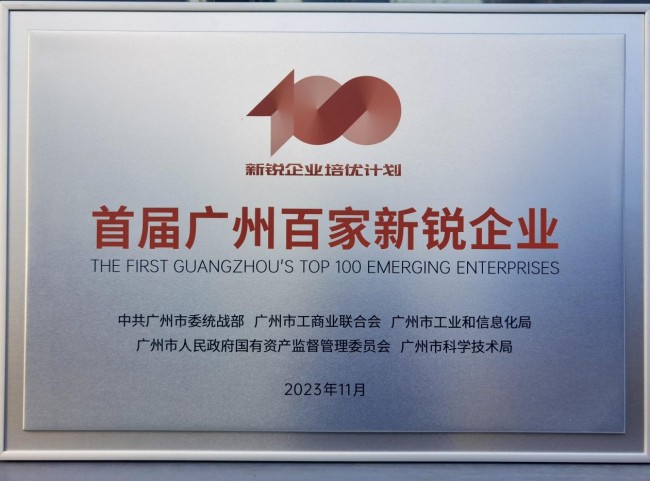 100
新锐企业培优计划
首届广州百家新锐企业
THE FIRST GUANGZHOU'S TOP 100 EMERGING ENTERPRISES
中共广州市委统战部 广州市工商业联合会 广州市工业和信息化局
广州市人民政府国有资产监督管理委员会 广州市科学技术局
2023年11月